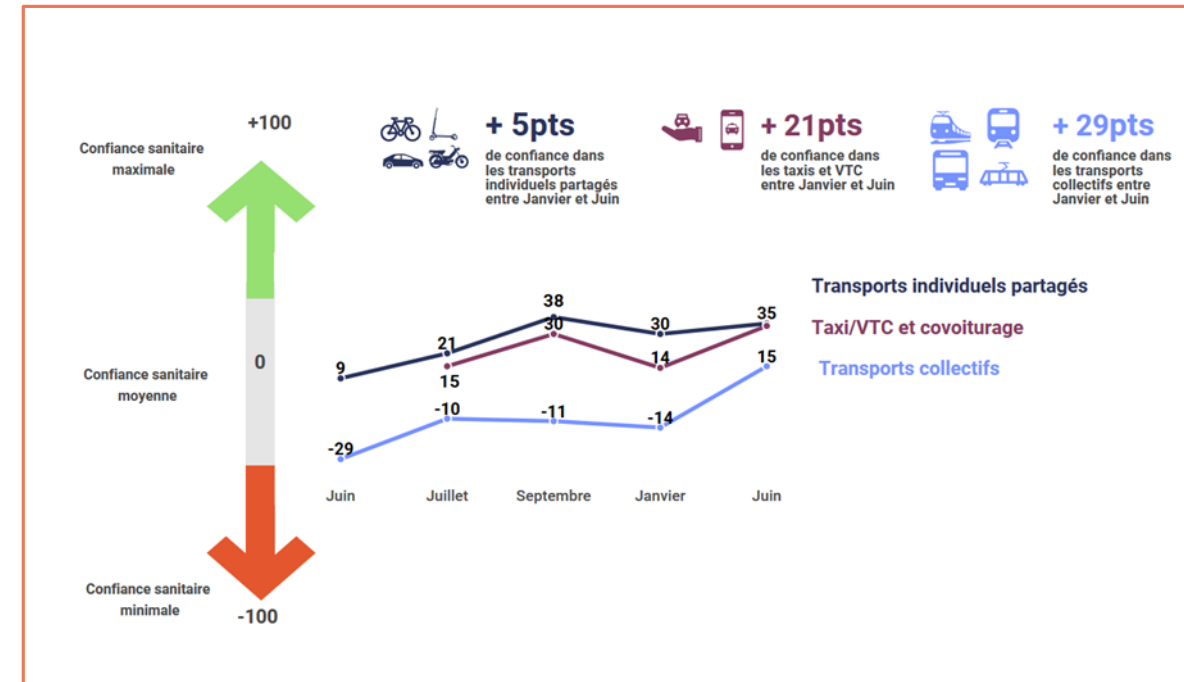 +100
Confiance sanitaire
maximale
+ 5pts
de confiance dans
les transports
individuels partagés
entre Janvier et Juin
+ 21pts
de confiance dans
les taxis et VTC
entre Janvier et Juin
+ 29pts
de confiance dans
les transports
collectifs entre
Janvier et Juin
0
Confiance sanitaire
moyenne
Confiance sanitaire
minimale
-100
9
21
38
30
35
15
30
14
-29
-10
-11
-14
15
Juin
Juillet
Septembre
Janvier
Juin
Transports individuels partagés
Taxi/VTC et covoiturage
Transports collectifs